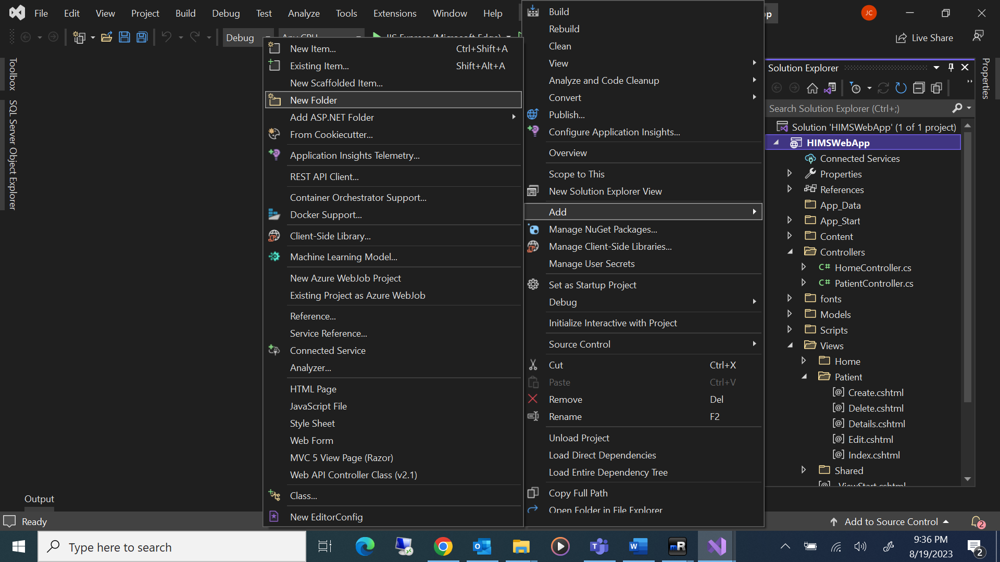 File Edit View Project Build Debug Test Analyze Tools Extensions Window Help
JC
Debug
Live Share
Toolbox
SQL Server Object Explorer
New Item... Ctrl+Shift+A
Existing Item... Shift+Alt+A
New Scaffolded Item...
New Folder
Add ASP.NET Folder
From Cookiecutter...
Application Insights Telemetry...
REST API Client...
Container Orchestrator Support...
Docker Support...
Client-Side Library...
Machine Learning Model...
New Azure WebJob Project
Existing Project as Azure WebJob
Reference...
Service Reference...
Connected Service
Analyzer...
HTML Page
JavaScript File
Style Sheet
Web Form
MVC 5 View Page (Razor)
Web API Controller Class (v2.1)
Class...
New EditorConfig
Build
Rebuild
Clean
View
Analyze and Code Cleanup
Convert
Publish...
Configure Application Insights...
Overview
Scope to This
New Solution Explorer View
Add
Manage NuGet Packages...
Manage Client-Side Libraries...
Manage User Secrets
Set as Startup Project
Debug
Initialize Interactive with Project
Source Control
Cut Ctrl+X
Paste Ctrl+V
Remove Del
Rename F2
Unload Project
Load Direct Dependencies
Load Entire Dependency Tree
Copy Full Path
Open Folder in File Explorer
Solution Explorer
Search Solution Explorer (Ctrl+;)
Solution 'HIMSWebApp' (1 of 1 project)
HIMSWebApp
Connected Services
Properties
References
App_Data
App_Start
Content
Controllers
C# HomeController.cs
C# PatientController.cs
fonts
Models
Scripts
Views
Home
Patient
[@] Create.cshtml
[@] Delete.cshtml
[@] Details.cshtml
[@] Edit.cshtml
[@] Index.cshtml
Shared
[@] _ViewStart.cshtml
Properties
Output
Ready
Add to Source Control
2
Type here to search
9:36 PM
8/19/2023
2